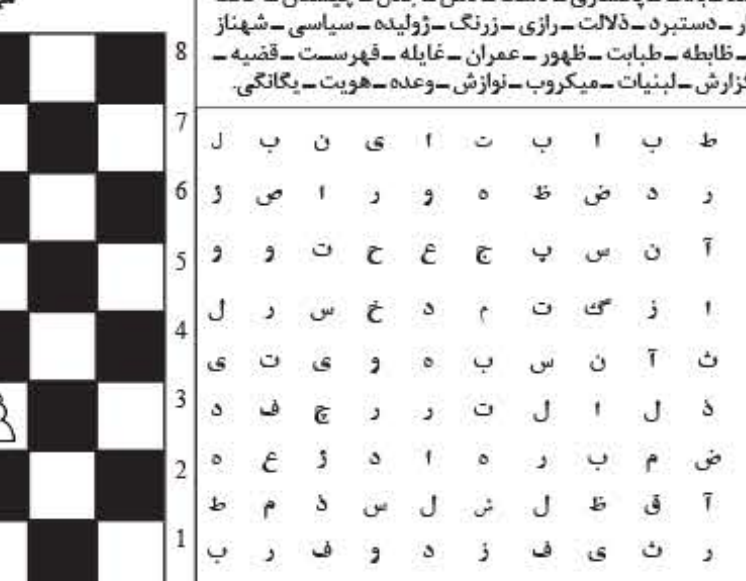 ر ـ دستبرد ـ ذلالت ـ رازی ـ زرنگ ـ ژولیده ـ سیاسی ـ شهناز
ـ ظابطه ـ طبابت ـ ظهور ـ عمران ـ غایله ـ فهرست ـ قضیه ـ
گزارش ـ لبنیات ـ میکروب ـ نوازش ـ وعده ـ هویت ـ یگانگی.
ط ب ا ب ت ا ی ن ب ل
ر د ض ظ ه و ر ا ص ژ
آ ن س پ ج ع ح ت و و
ا ز گ ت م د خ س ر ل
ث آ ن س ب ه و ی ت ی
ذ ل ا ل ت ر ر چ ف د
ض م ب ر ه ا د ژ ع ه
آ ق ظ ل ش ل س ذ م ط
ر ث ی ف ز د و ف ر ب
8
7
6
5
4
3
2
1